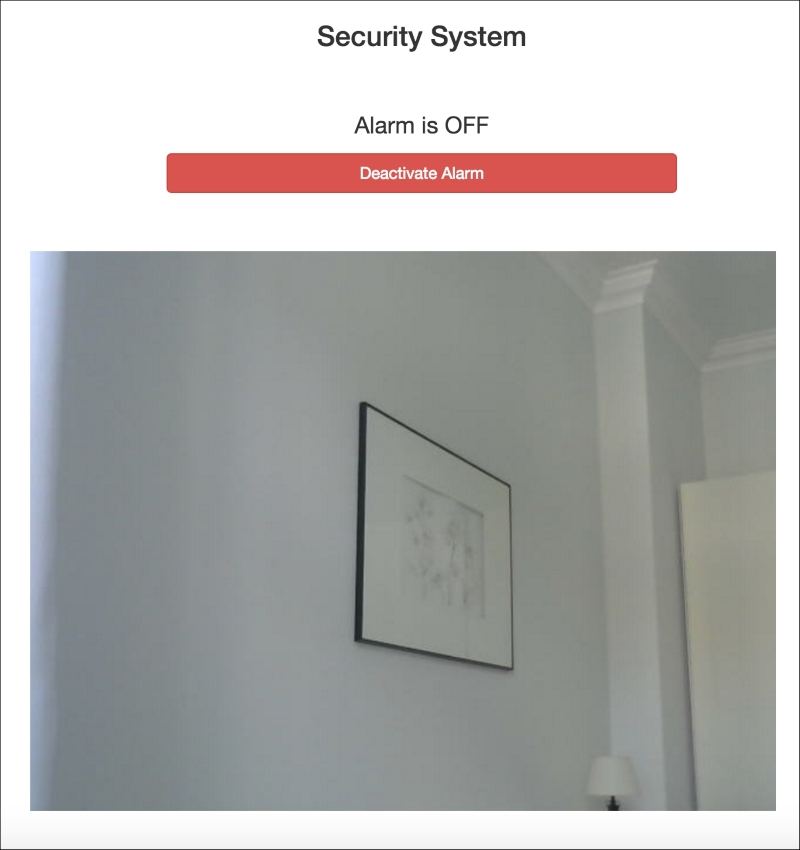 Security System
Alarm is OFF
Deactivate Alarm